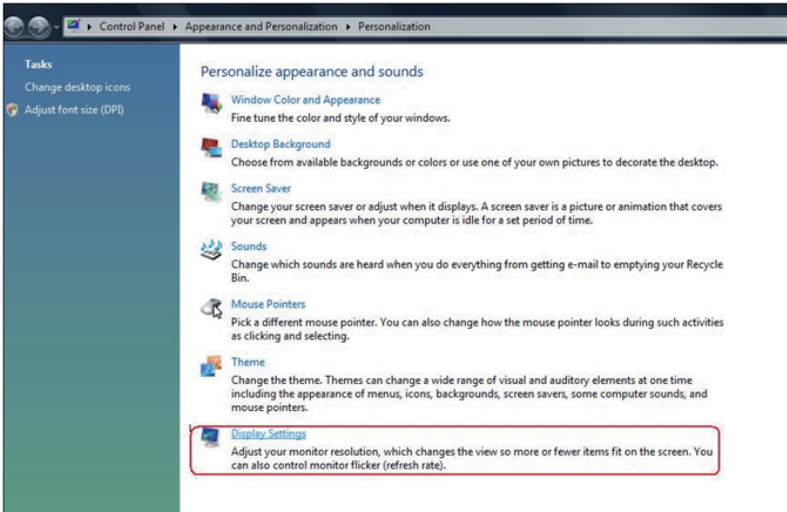 Control Panel ▸ Appearance and Personalization ▸ Personalization
Tasks
Change desktop icons
Adjust font size (DPI)
Personalize appearance and sounds
Window Color and Appearance
Fine tune the color and style of your windows.
Desktop Background
Choose from available backgrounds or colors or use one of your own pictures to decorate the desktop.
Screen Saver
Change your screen saver or adjust when it displays. A screen saver is a picture or animation that covers
your screen and appears when your computer is idle for a set period of time.
Sounds
Change which sounds are heard when you do everything from getting e-mail to emptying your Recycle
Bin.
Mouse Pointers
Pick a different mouse pointer. You can also change how the mouse pointer looks during such activities
as clicking and selecting.
Theme
Change the theme. Themes can change a wide range of visual and auditory elements at one time
including the appearance of menus, icons, backgrounds, screen savers, some computer sounds, and
mouse pointers.
Display Settings
Adjust your monitor resolution, which changes the view so more or fewer items fit on the screen. You
can also control monitor flicker (refresh rate).